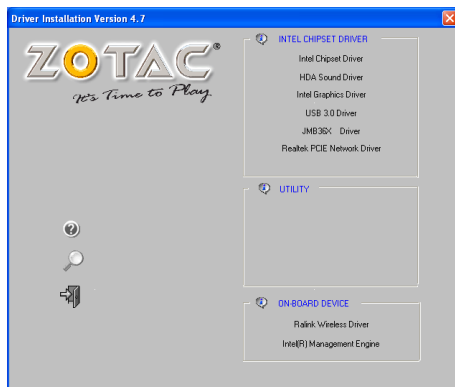 Driver Installation Version 4.7
ZOTAC®
It's Time to Play.
INTEL CHIPSET DRIVER
Intel Chipset Driver
HDA Sound Driver
Intel Graphics Driver
USB 3.0 Driver
JMB36X Driver
Realtek PCIE Network Driver
UTILITY
ON-BOARD DEVICE
Ralink Wireless Driver
Intel(R) Management Engine